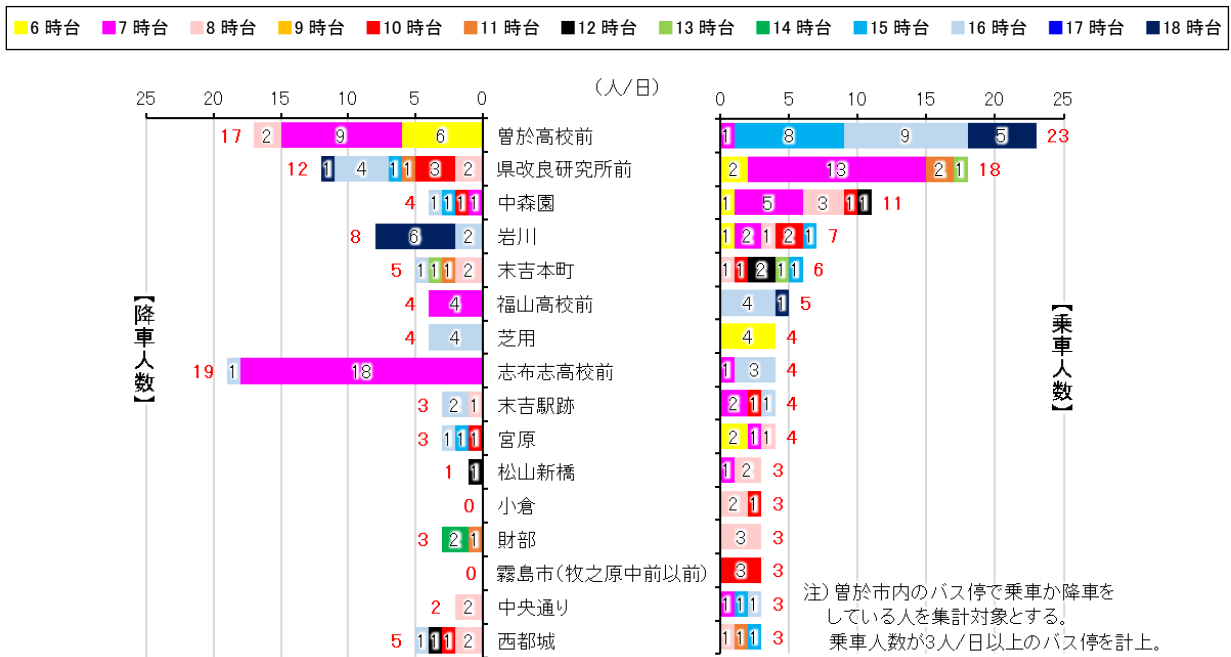 6時台 7時台 8時台 9時台 10時台 11時台 12時台 13時台 14時台 15時台 16時台 17時台 18時台
(人/日)
25 20 15 10 5 0 0 5 10 15 20 25
17 2 9 6 曽於高校前 1 8 9 5 23
12 1 4 1 1 3 2 県改良研究所前 2 13 2 1 18
4 1 1 1 1 中森園 1 5 3 1 1 11
8 6 2 岩川 1 2 1 2 1 7
5 1 1 1 2 末吉本町 1 1 2 1 1 6
4 4 福山高校前 4 1 5
4 4 芝用 4 4
19 1 18 志布志高校前 1 3 4
3 2 1 末吉駅跡 2 1 1 4
3 1 1 1 宮原 2 1 1 4
1 1 松山新橋 1 2 3
0 小倉 2 1 3
3 2 1 財部 3 3
0 霧島市(牧之原中前以前) 3 3
2 2 中央通り 1 1 1 3
5 1 1 1 2 西都城 1 1 1 3
【降車人数】
【乗車人数】
注) 曽於市内のバス停で乗車か降車を
している人を集計対象とする。
乗車人数が3人/日以上のバス停を計上。